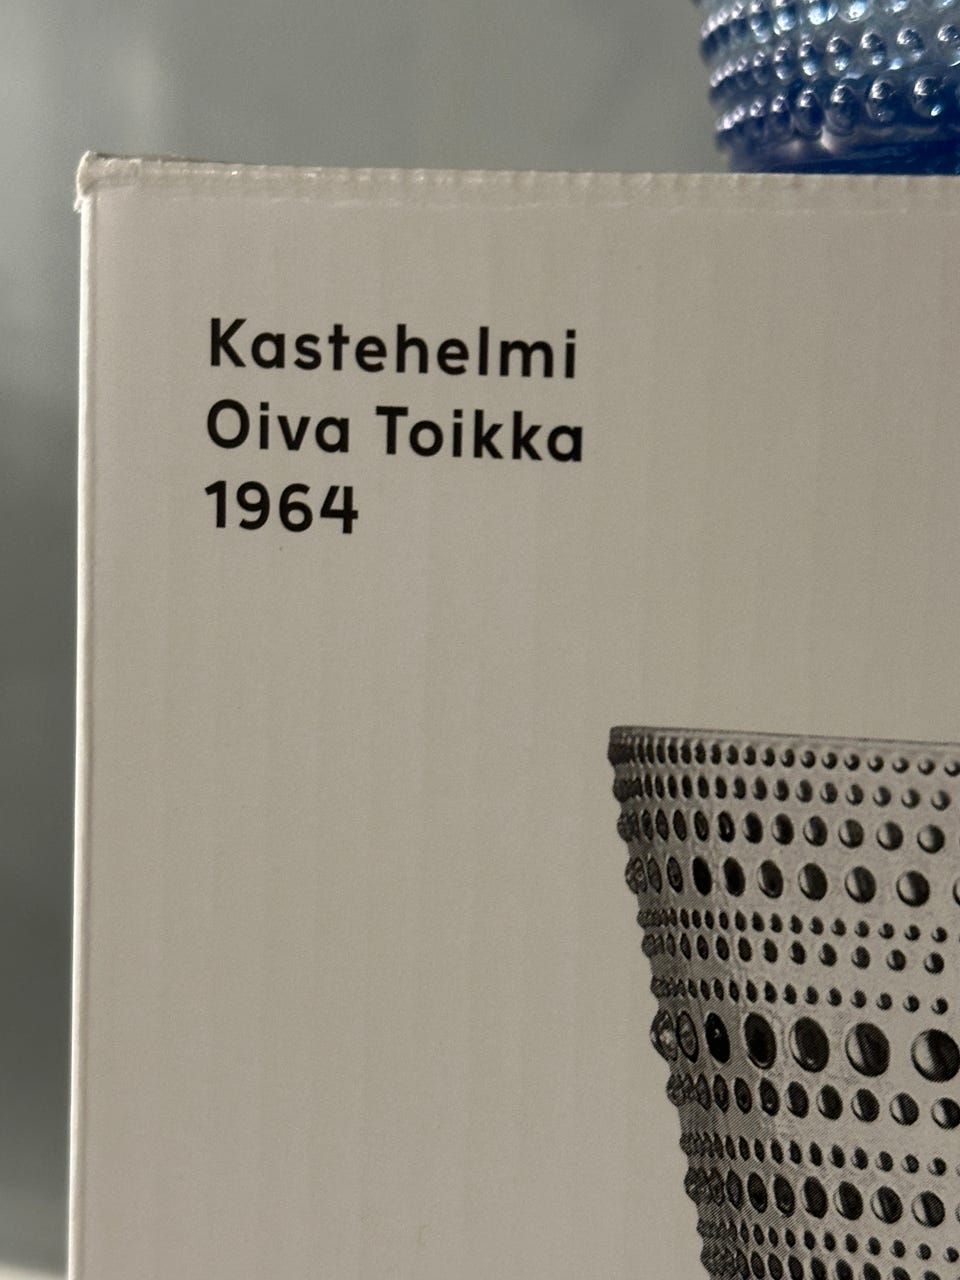 Kastehelmi
Oiva Toikka
1964